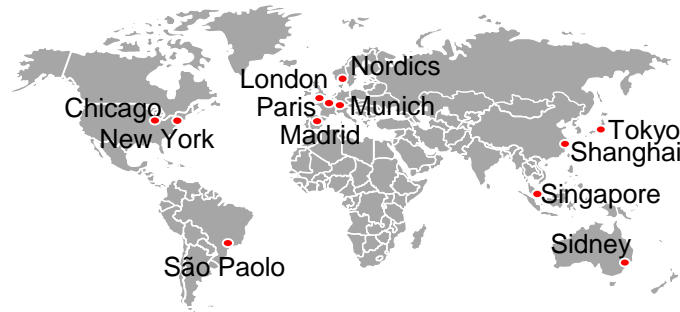 Nordics
London
Chicago
Paris
Munich
New York
Madrid
Tokyo
Shanghai
Singapore
Sidney
São Paolo